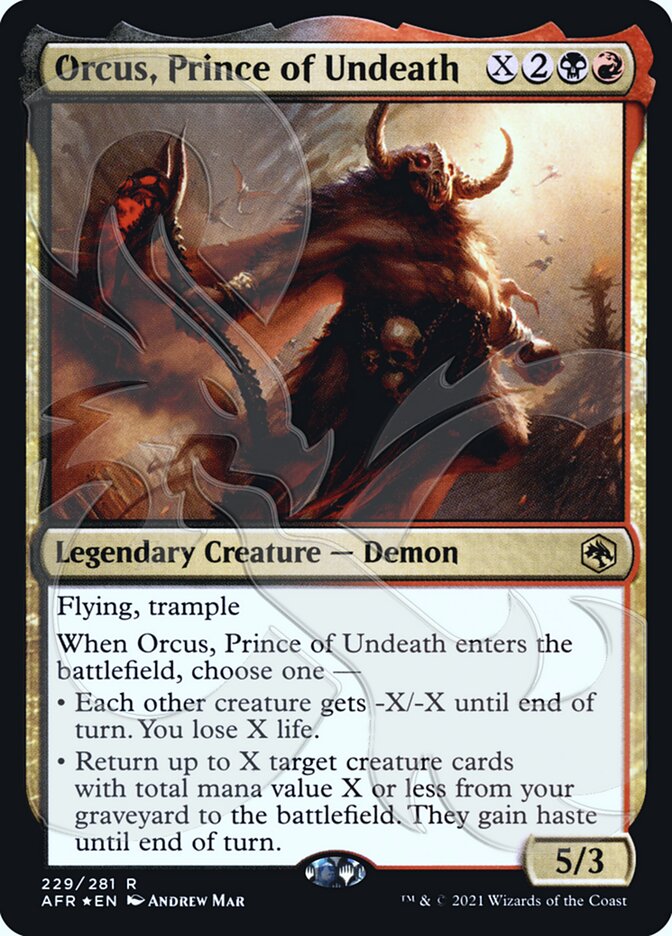 Orcus, Prince of Undeath X 2
Legendary Creature — Demon
Flying, trample
When Orcus, Prince of Undeath enters the
battlefield, choose one —
• Each other creature gets -X/-X until end of
turn. You lose X life.
• Return up to X target creature cards
with total mana value X or less from your
graveyard to the battlefield. They gain haste
until end of turn.
5/3
229/281 R
AFR ★ EN Andrew Mar
™ & © 2021 Wizards of the Coast